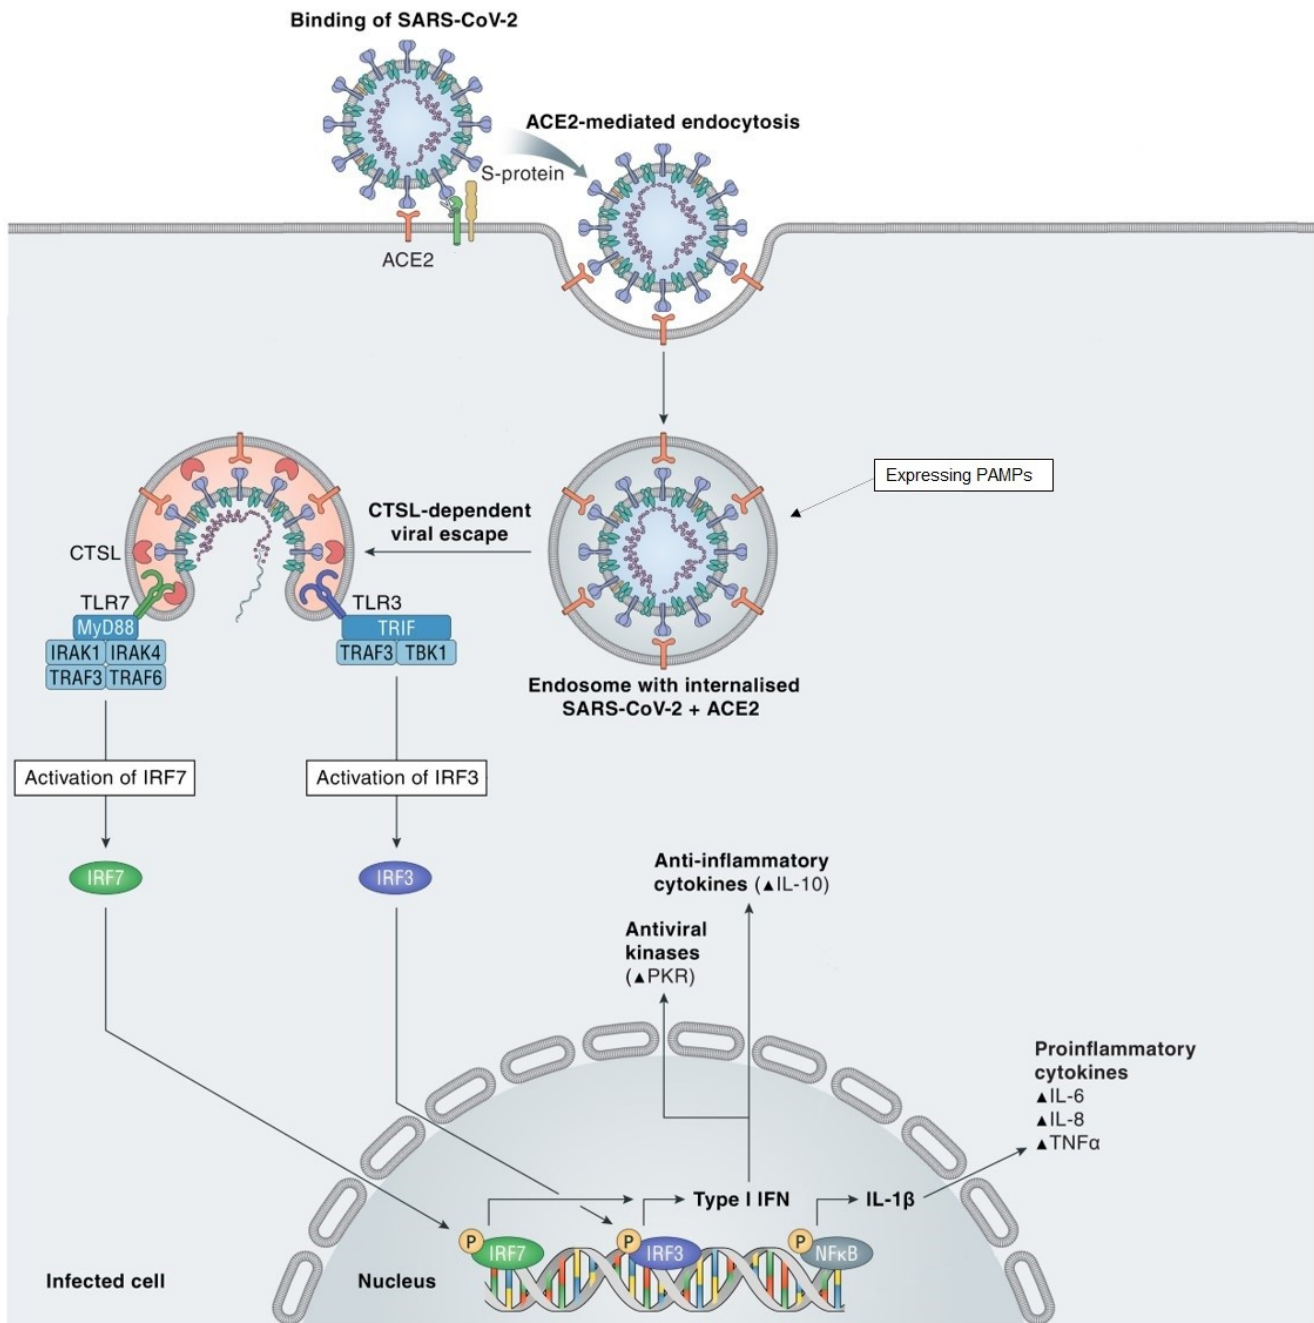 Binding of SARS-CoV-2
ACE2-mediated endocytosis
S-protein
ACE2
Expressing PAMPs
CTSL-dependent
viral escape
CTSL
TLR7
MyD88
IRAK1 IRAK4
TRAF3 TRAF6
TLR3
TRIF
TRAF3 TBK1
Endosome with internalised
SARS-CoV-2 + ACE2
Activation of IRF7
Activation of IRF3
IRF7
IRF3
Anti-inflammatory
cytokines (▲IL-10)
Antiviral
kinases
(▲PKR)
Proinflammatory
cytokines
▲IL-6
▲IL-8
▲TNFα
Type I IFN
IL-1β
P
IRF7
P
IRF3
P
NFκB
Infected cell
Nucleus